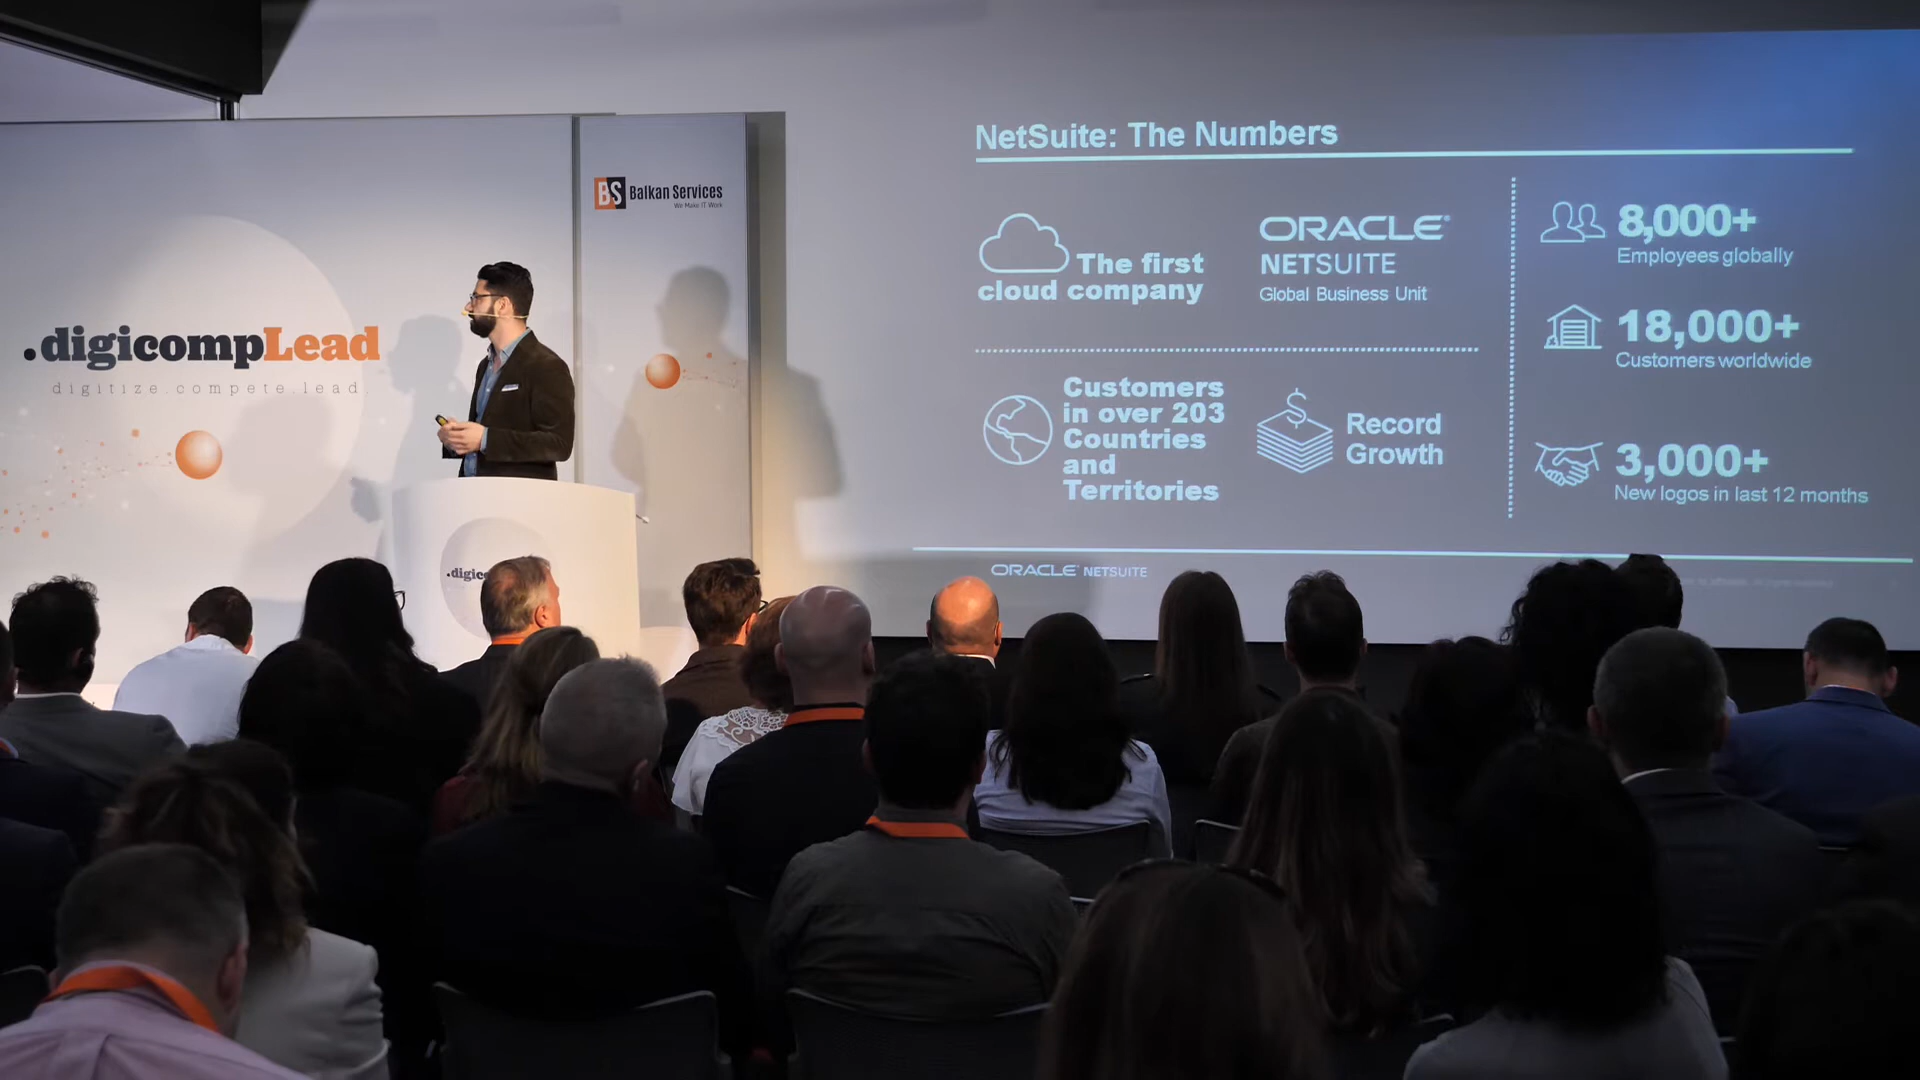 .digicompLead
digitize.compete.lead.
BS Balkan Services
We Make IT Work
.digico
NetSuite: The Numbers
The first
cloud company
ORACLE®
NETSUITE
Global Business Unit
Customers
in over 203
Countries
and
Territories
Record
Growth
8,000+
Employees globally
18,000+
Customers worldwide
3,000+
New logos in last 12 months
ORACLE® NETSUITE